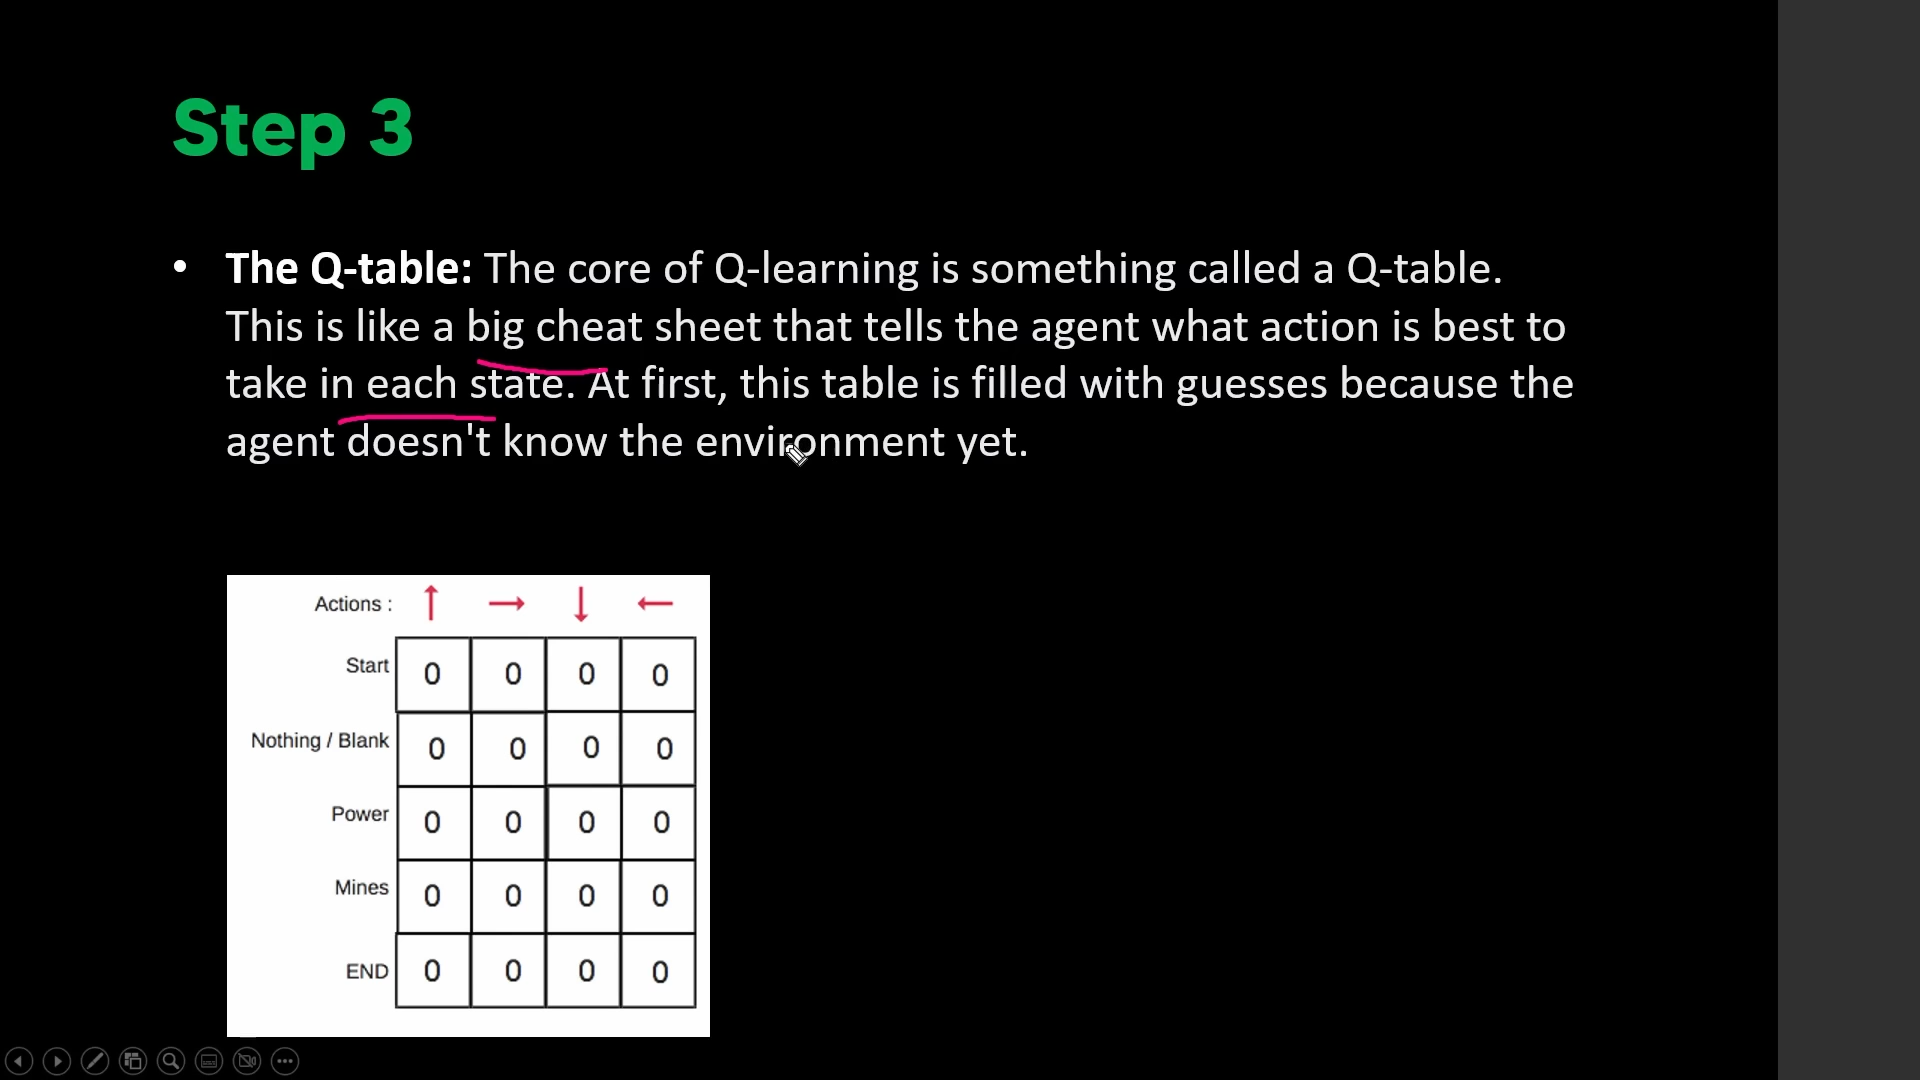 Step 3
• The Q-table: The core of Q-learning is something called a Q-table.
This is like a big cheat sheet that tells the agent what action is best to
take in each state. At first, this table is filled with guesses because the
agent doesn't know the environment yet.
Actions : ↑ → ↓ ←
Start 0 0 0 0
Nothing / Blank 0 0 0 0
Power 0 0 0 0
Mines 0 0 0 0
END 0 0 0 0